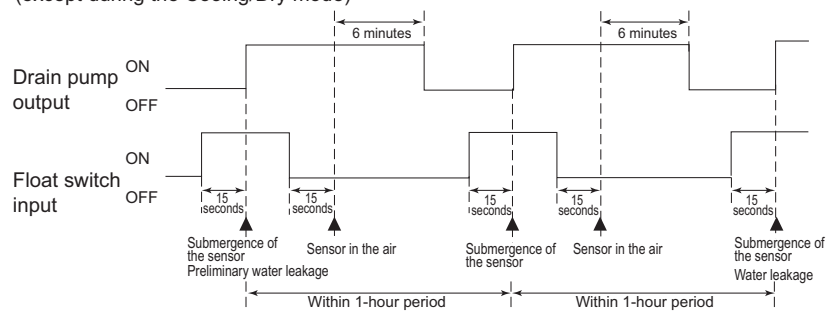 (except during the Cooling/Dry mode)
6 minutes
6 minutes
Drain pump
output
ON
OFF
Float switch
input
ON
OFF
15
seconds
15
seconds
15
seconds
15
seconds
15
seconds
Submergence of
the sensor
Preliminary water leakage
Sensor in the air
Submergence of
the sensor
Sensor in the air
Submergence of
the sensor
Water leakage
Within 1-hour period
Within 1-hour period